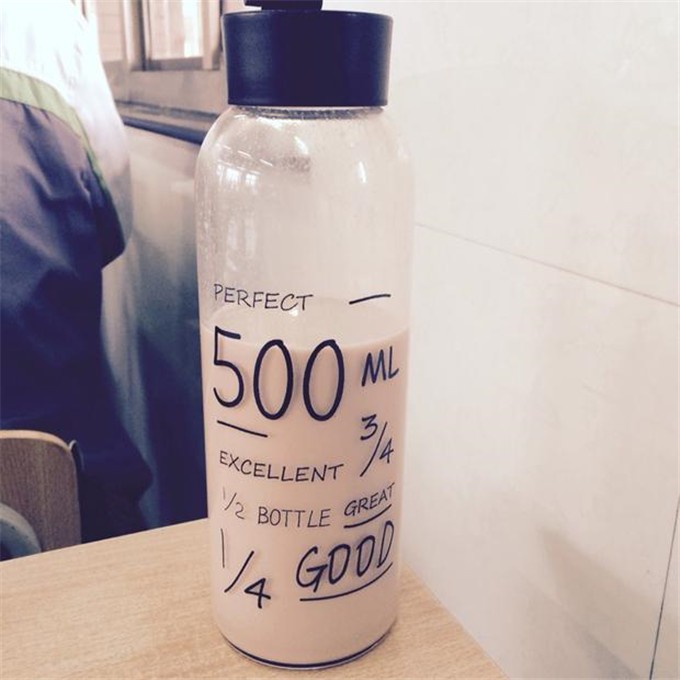 PERFECT
500 ML
3/4
EXCELLENT
1/2 BOTTLE GREAT
1/4 GOOD